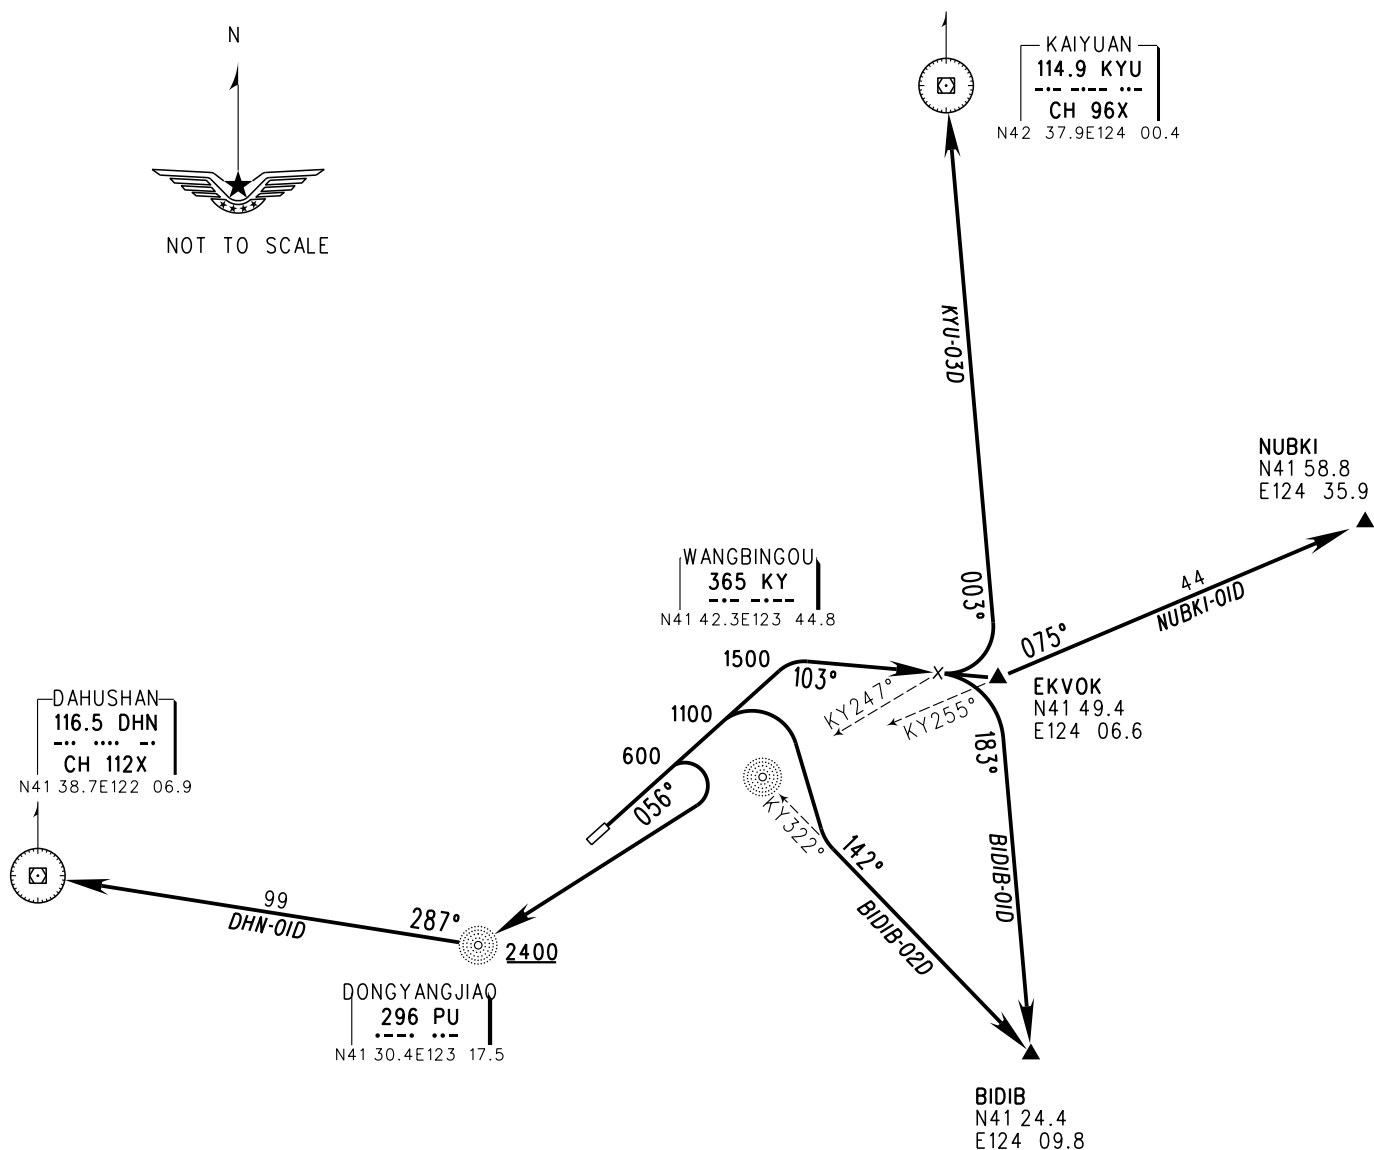 N
NOT TO SCALE
KAIYUAN
114.9 KYU
CH 96X
N42 37.9E124 00.4
KYU-03D
NUBKI
N41 58.8
E124 35.9
WANGBINGOU
365 KY
N41 42.3E123 44.8
003°
44
NUBKI-01D
075°
1500
103°
KY247°
KY255°
EKVOK
N41 49.4
E124 06.6
183°
DAHUSHAN
116.5 DHN
CH 112X
N41 38.7E122 06.9
1100
600
056°
KY322°
142°
BIDIB-01D
BIDIB-02D
99
DHN-01D
287°
2400
DONGYANGJIAO
296 PU
N41 30.4E123 17.5
BIDIB
N41 24.4
E124 09.8